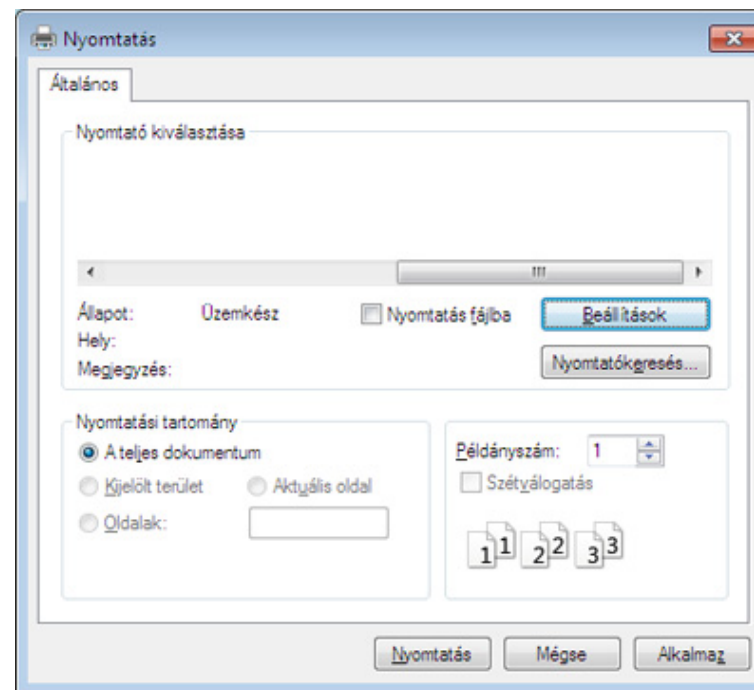 Nyomtatás
Általános
Nyomtató kiválasztása
Állapot: Üzemkész
Nyomtatás fájlba
Beállítások
Hely:
Megjegyzés:
Nyomtatókeresés...
Nyomtatási tartomány
A teljes dokumentum
Kijelölt terület
Aktuális oldal
Oldalak:
Példányszám: 1
Szétválogatás
1 1 2 2 3 3
Nyomtatás
Mégse
Alkalmaz